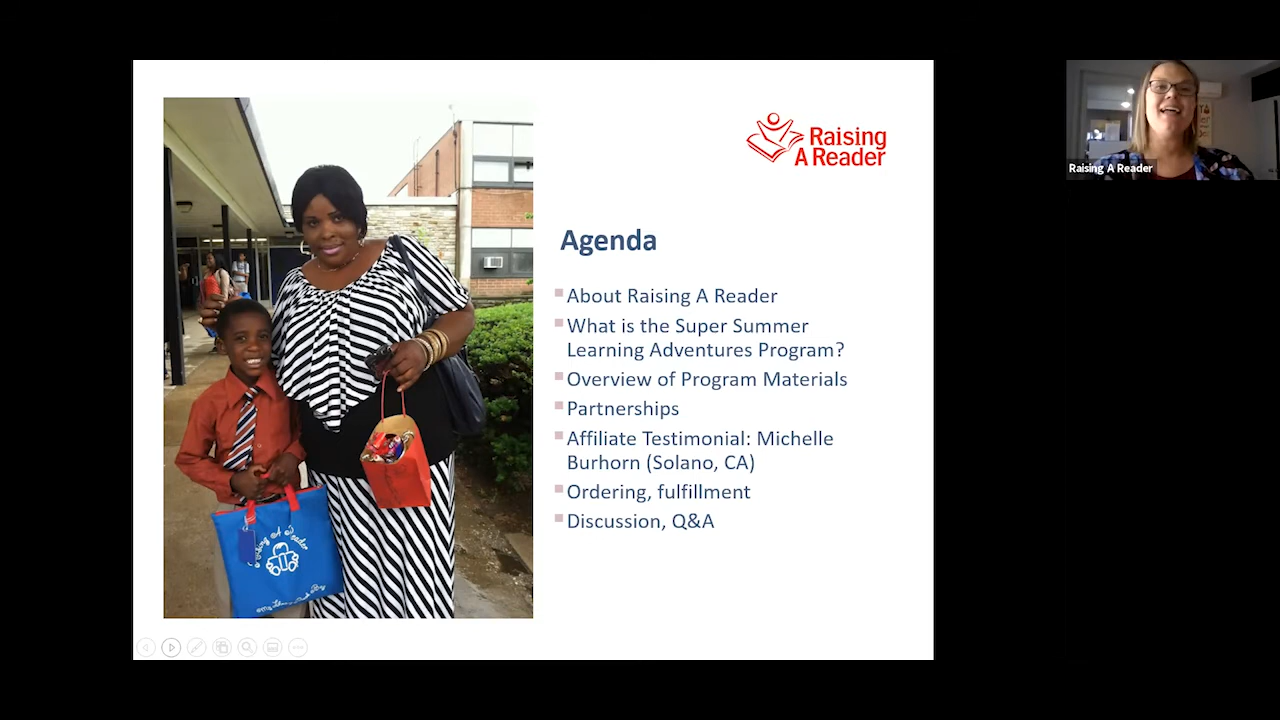 Raising
A Reader
Agenda
About Raising A Reader
What is the Super Summer
Learning Adventures Program?
Overview of Program Materials
Partnerships
Affiliate Testimonial: Michelle
Burhorn (Solano, CA)
Ordering, fulfillment
Discussion, Q&A
Raising A Reader